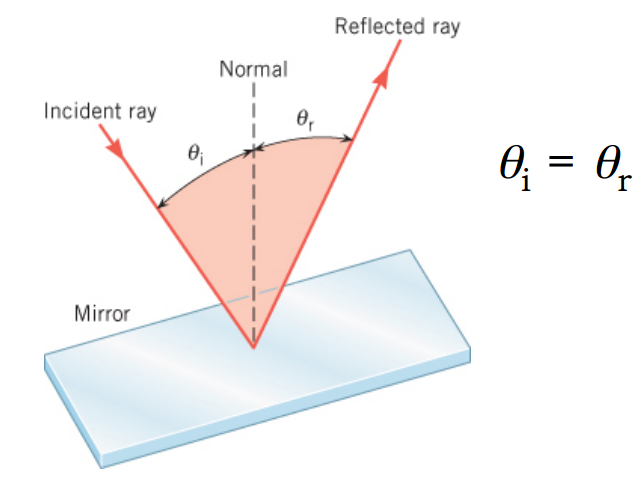 Reflected ray
Normal
Incident ray
θᵢ
θᵣ
θᵢ = θᵣ
Mirror